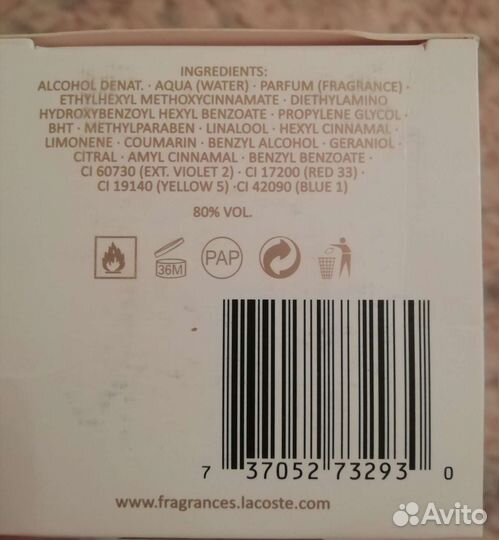 INGREDIENTS:
ALCOHOL DENAT. · AQUA (WATER) · PARFUM (FRAGRANCE) ·
ETHYLHEXYL METHOXYCINNAMATE · DIETHYLAMINO
HYDROXYBENZOYL HEXYL BENZOATE · PROPYLENE GLYCOL ·
BHT · METHYLPARABEN · LINALOOL · HEXYL CINNAMAL ·
LIMONENE · COUMARIN · BENZYL ALCOHOL · GERANIOL ·
CITRAL · AMYL CINNAMAL · BENZYL BENZOATE ·
CI 60730 (EXT. VIOLET 2) · CI 17200 (RED 33) ·
CI 19140 (YELLOW 5) · CI 42090 (BLUE 1)
80% VOL.
36M
PAP
7 37052 73293 0
www.fragrances.lacoste.com
Avito